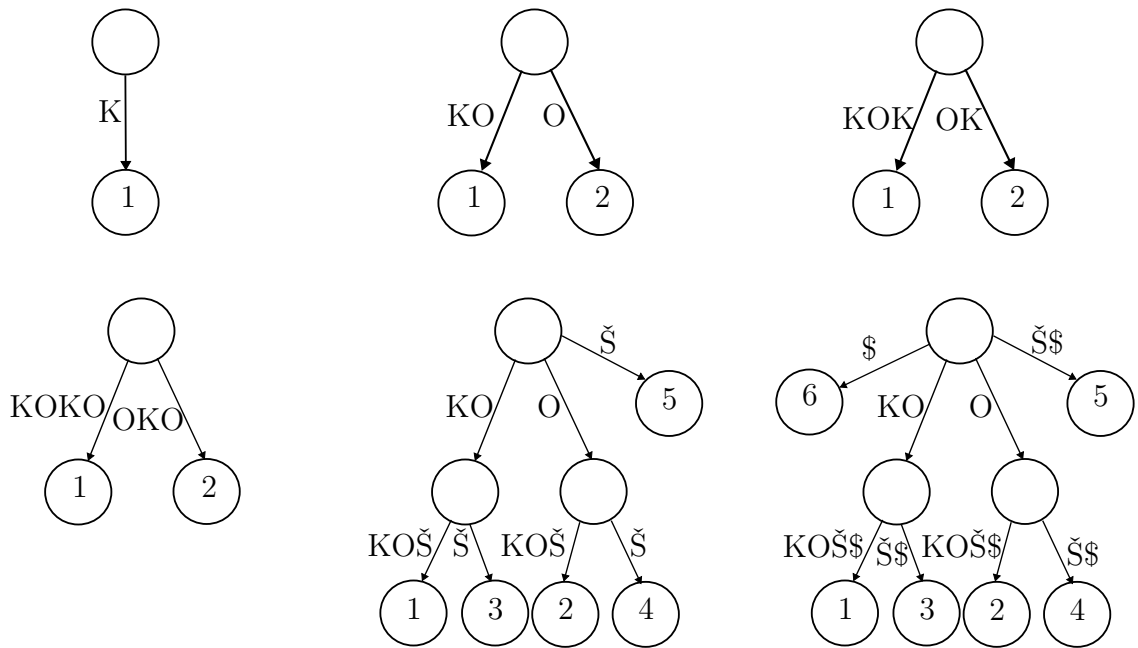 K
1
KO O
1 2
KOK OK
1 2
KOKO OKO
1 2
Š
5
KO O
KOŠ Š KOŠ Š
1 3 2 4
$ Š$
6 5
KO O
KOŠ$ Š$ KOŠ$ Š$
1 3 2 4